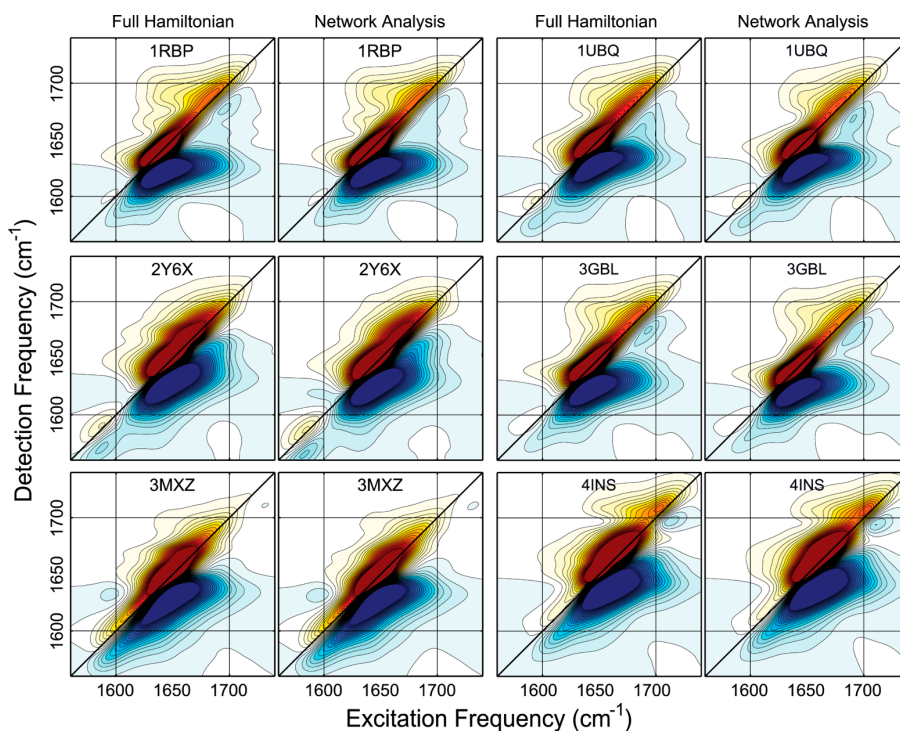 Full Hamiltonian Network Analysis Full Hamiltonian Network Analysis
1RBP 1RBP 1UBQ 1UBQ
1700
1650
1600
2Y6X 2Y6X 3GBL 3GBL
1700
1650
1600
3MXZ 3MXZ 4INS 4INS
1700
1650
1600
Detection Frequency (cm⁻¹)
1600 1650 1700 1600 1650 1700 1600 1650 1700 1600 1650 1700
Excitation Frequency (cm⁻¹)